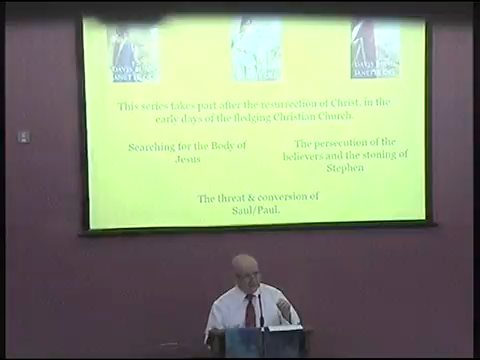 This series takes part after the resurrection of Christ, in the
early days of the fledging Christian Church.
Searching for the Body of
Jesus
The persecution of the
believers and the stoning of
Stephen
The threat & conversion of
Saul/Paul.